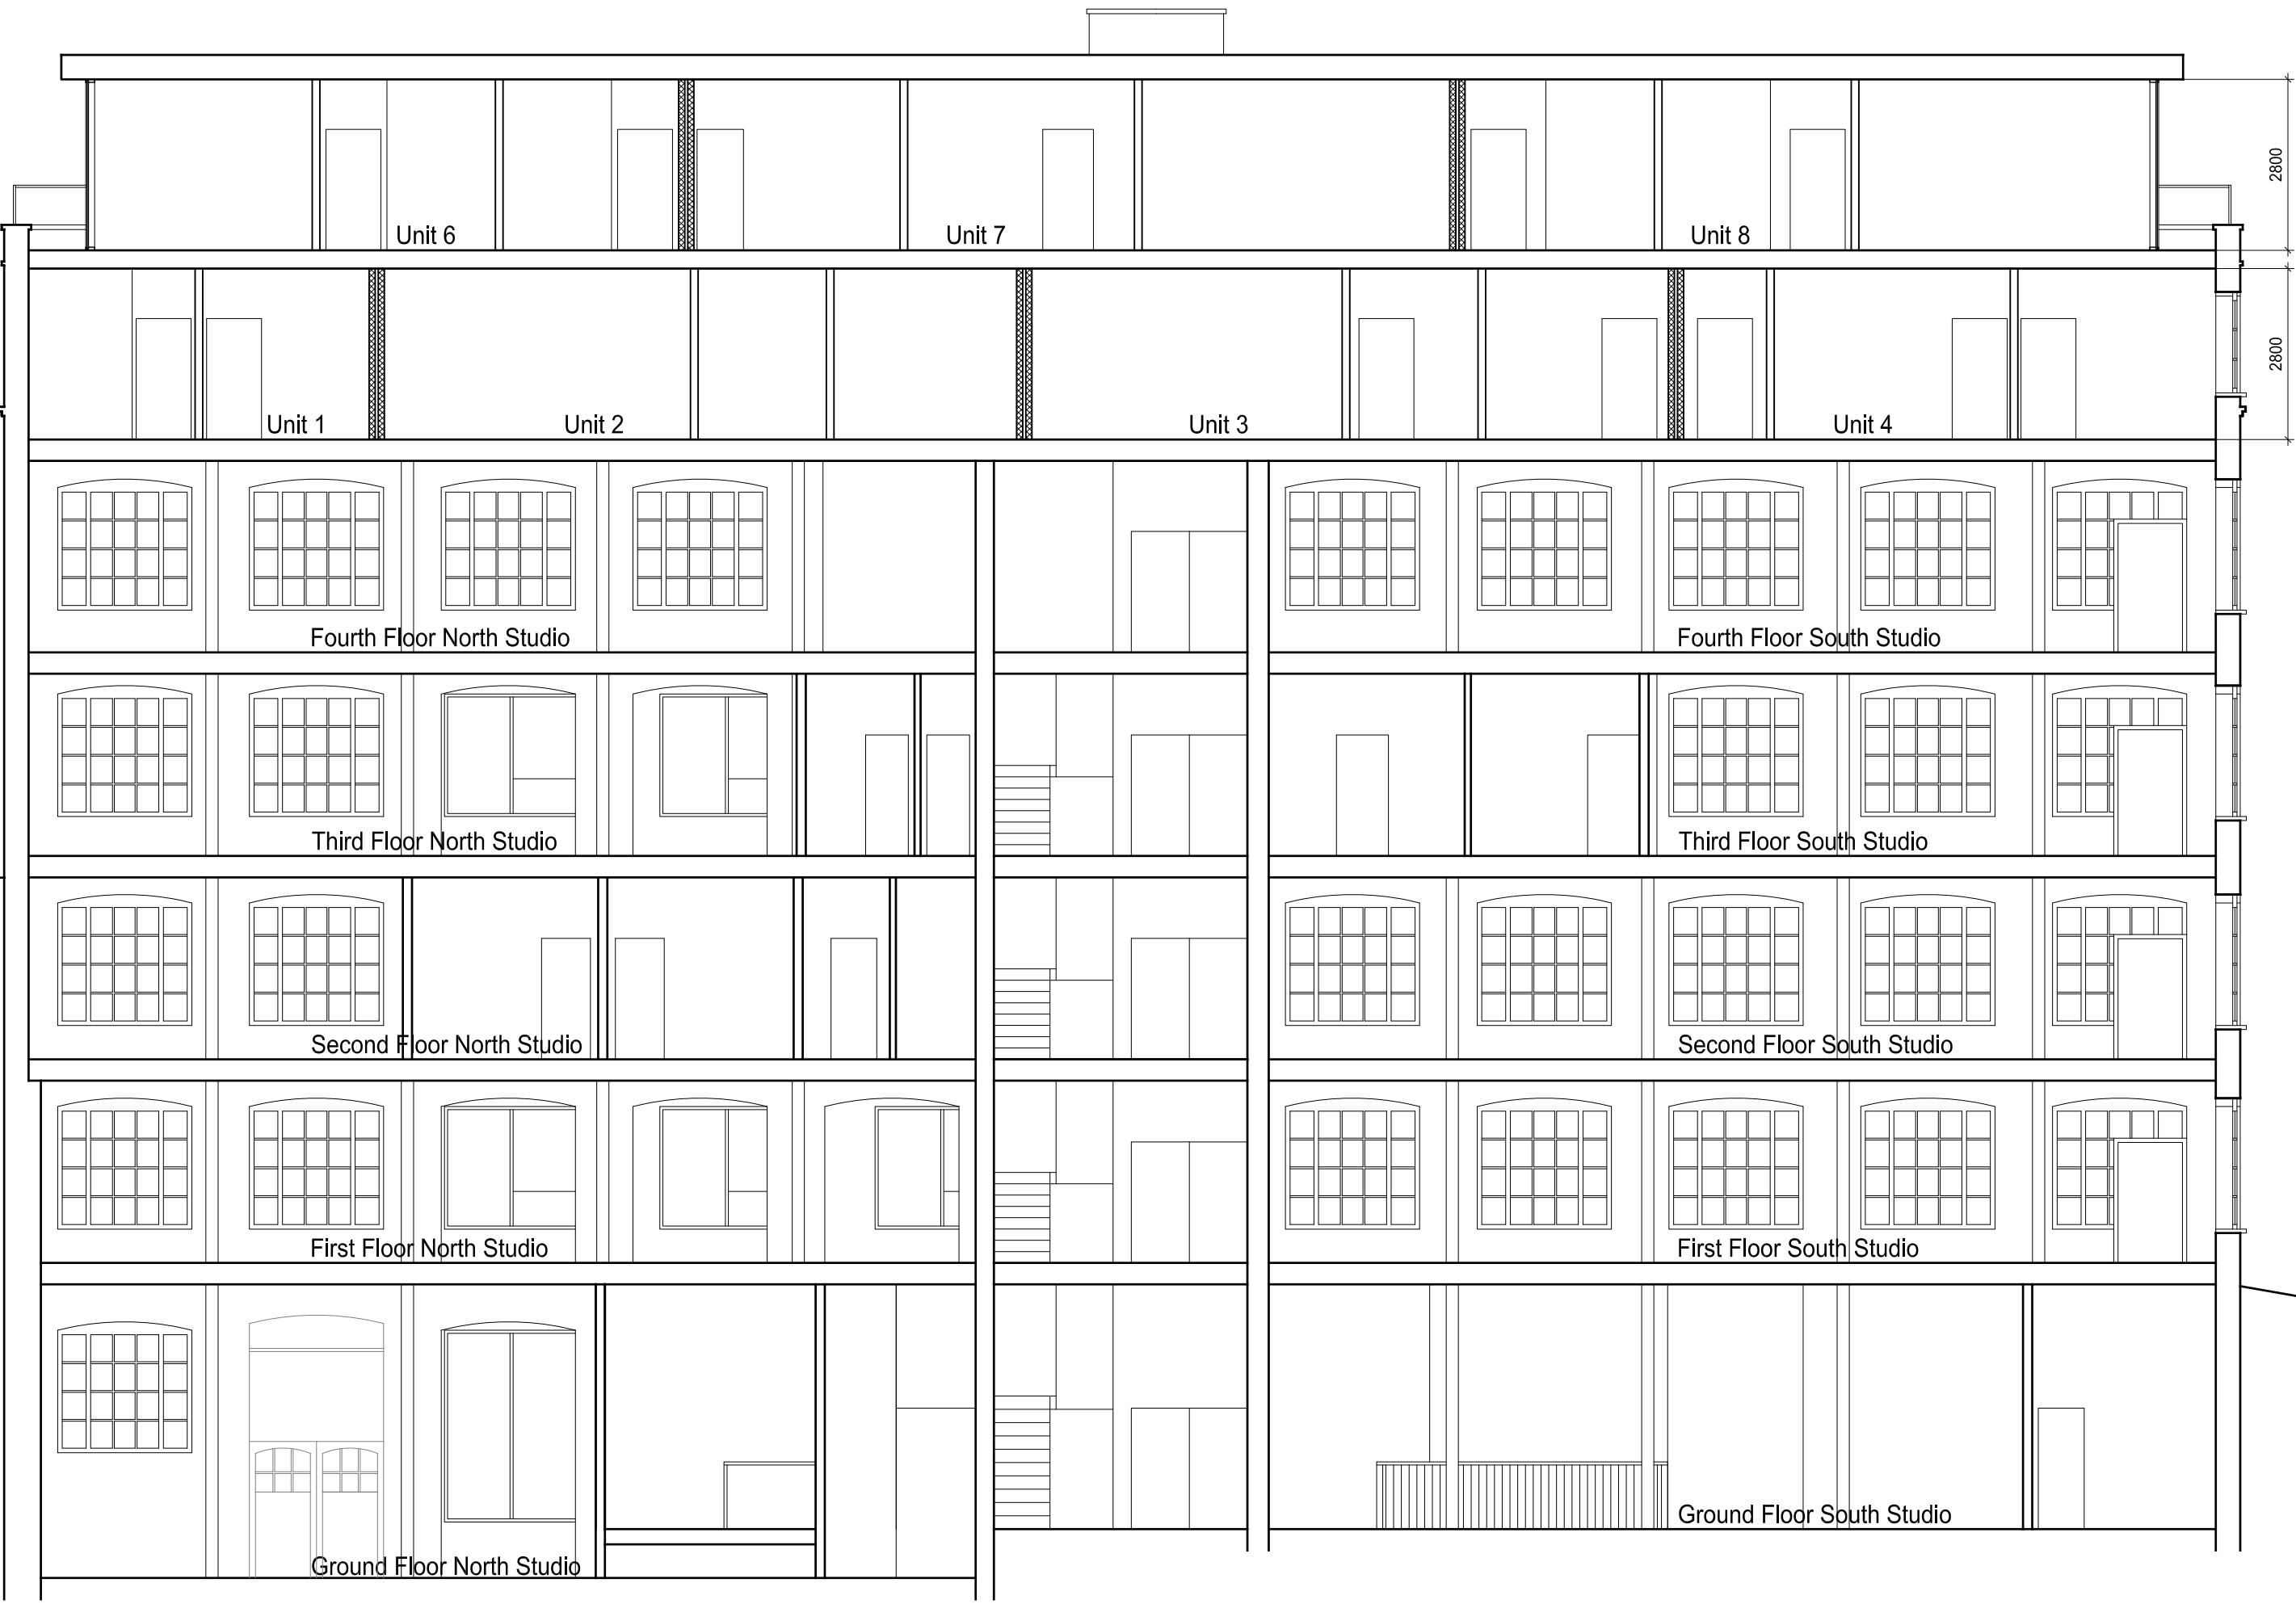 2800
Unit 6
Unit 7
Unit 8
2800
Unit 1
Unit 2
Unit 3
Unit 4
Fourth Floor North Studio
Fourth Floor South Studio
Third Floor North Studio
Third Floor South Studio
Second Floor North Studio
Second Floor South Studio
First Floor North Studio
First Floor South Studio
Ground Floor South Studio
Ground Floor North Studio